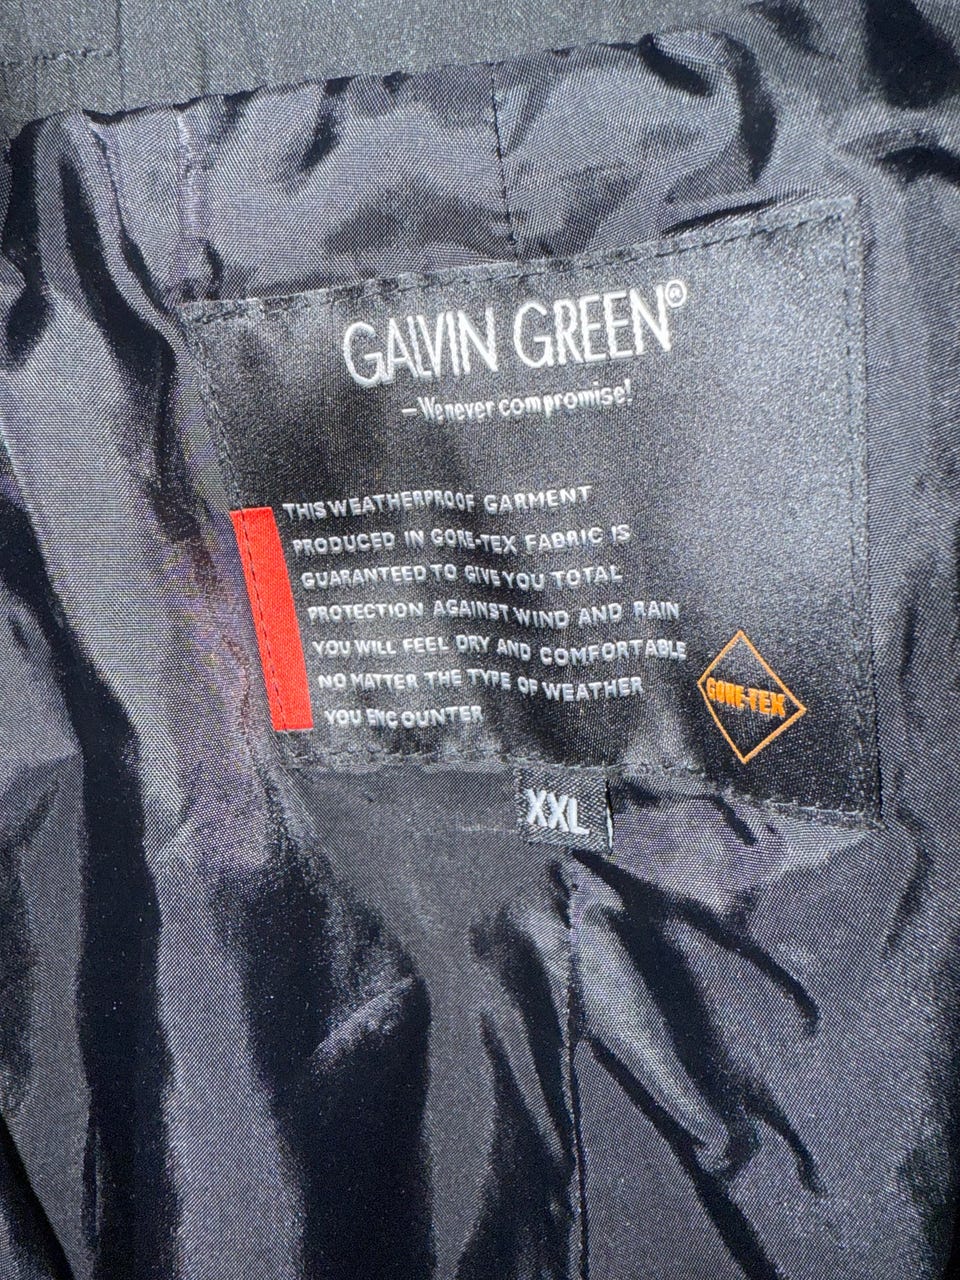 GALVIN GREEN®
– We never compromise!
THIS WEATHERPROOF GARMENT
PRODUCED IN GORE-TEX FABRIC IS
GUARANTEED TO GIVE YOU TOTAL
PROTECTION AGAINST WIND AND RAIN
YOU WILL FEEL DRY AND COMFORTABLE
NO MATTER THE TYPE OF WEATHER
YOU ENCOUNTER
GORE-TEX
XXL